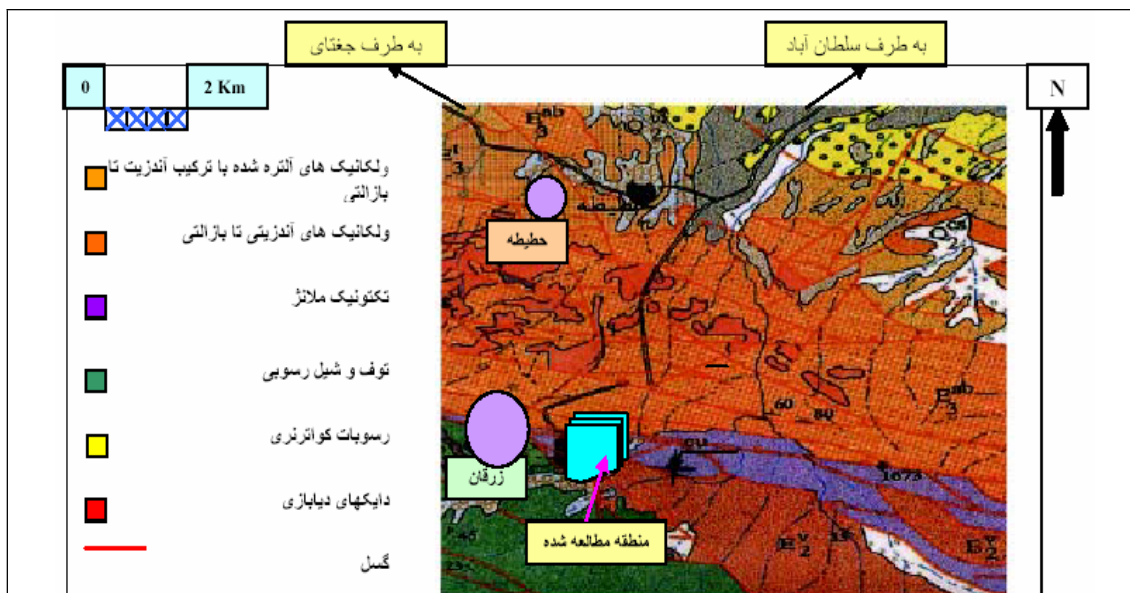 به طرف جغتای
به طرف سلطان آباد
0
2 Km
N
ولکانیک های آلتره شده با ترکیب آندزیت تا
بازالتی
ولکانیک های آندزیتی تا بازالتی
تکتونیک ملانژ
توف و شیل رسوبی
رسوبات کواترنری
دایکهای دیابازی
گسل
حطیطه
زرقان
منطقه مطالعه شده
60
80
cu
1673